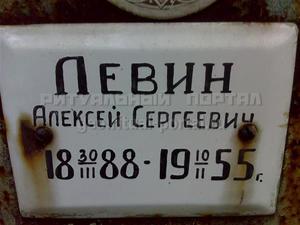 ЛЕВИН
АЛЕКСЕЙ СЕРГЕЕВИЧ
18 30/III 88 - 19 10/II 55 г.
РИТУАЛЬНЫЙ ПОРТАЛ